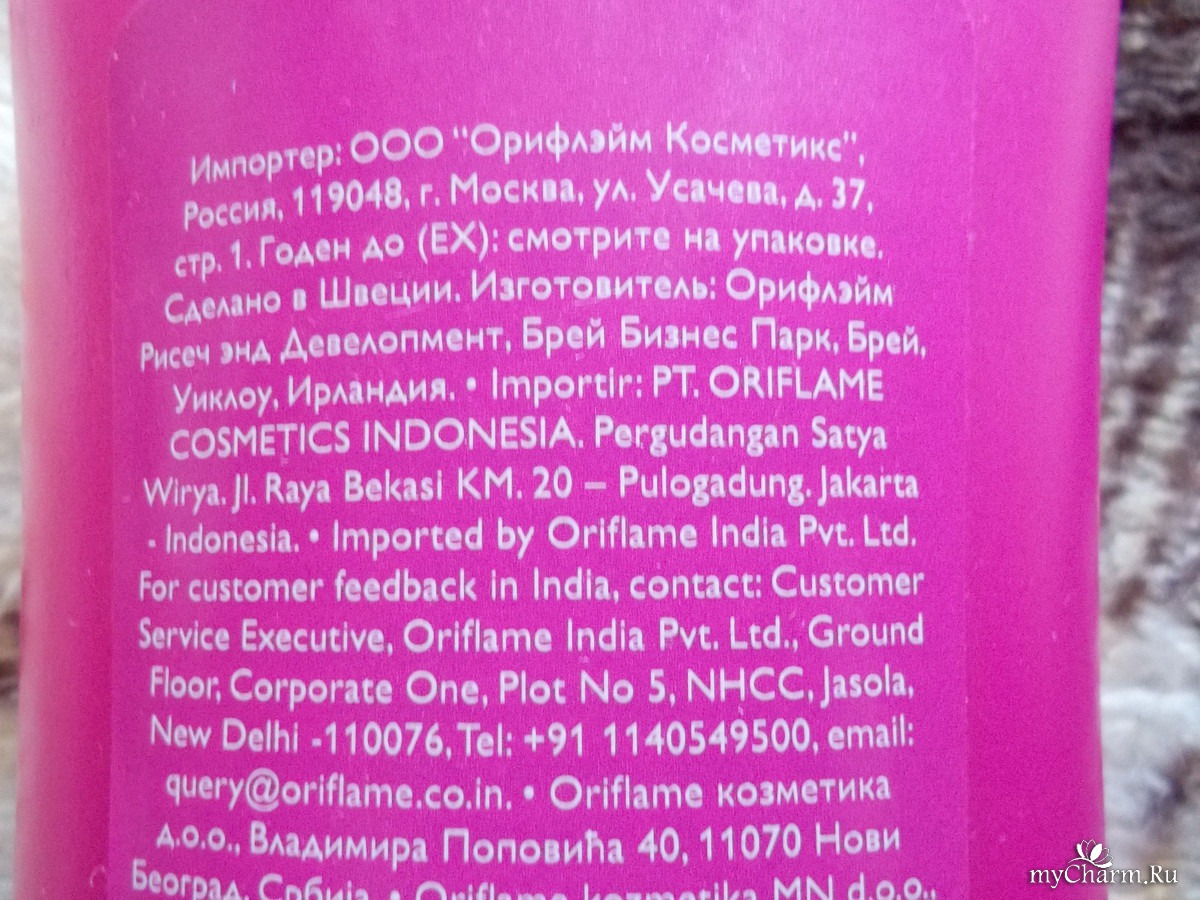 Импортер: ООО "Орифлэйм Косметикс",
Россия, 119048, г. Москва, ул. Усачева, д. 37,
стр. 1. Годен до (EX): смотрите на упаковке.
Сделано в Швеции. Изготовитель: Орифлэйм
Рисеч энд Девелопмент, Брей Бизнес Парк, Брей,
Уиклоу, Ирландия. • Importir: PT. ORIFLAME
COSMETICS INDONESIA. Pergudangan Satya
Wirya. Jl. Raya Bekasi KM. 20 – Pulogadung. Jakarta
- Indonesia. • Imported by Oriflame India Pvt. Ltd.
For customer feedback in India, contact: Customer
Service Executive, Oriflame India Pvt. Ltd., Ground
Floor, Corporate One, Plot No 5, NHCC, Jasola,
New Delhi -110076, Tel: +91 1140549500, email:
query@oriflame.co.in. • Oriflame козметика
д.о.о., Владимира Поповића 40, 11070 Нови
Београд, Србија • Oriflame kozmetika MN d.o.o.,
myCharm.Ru